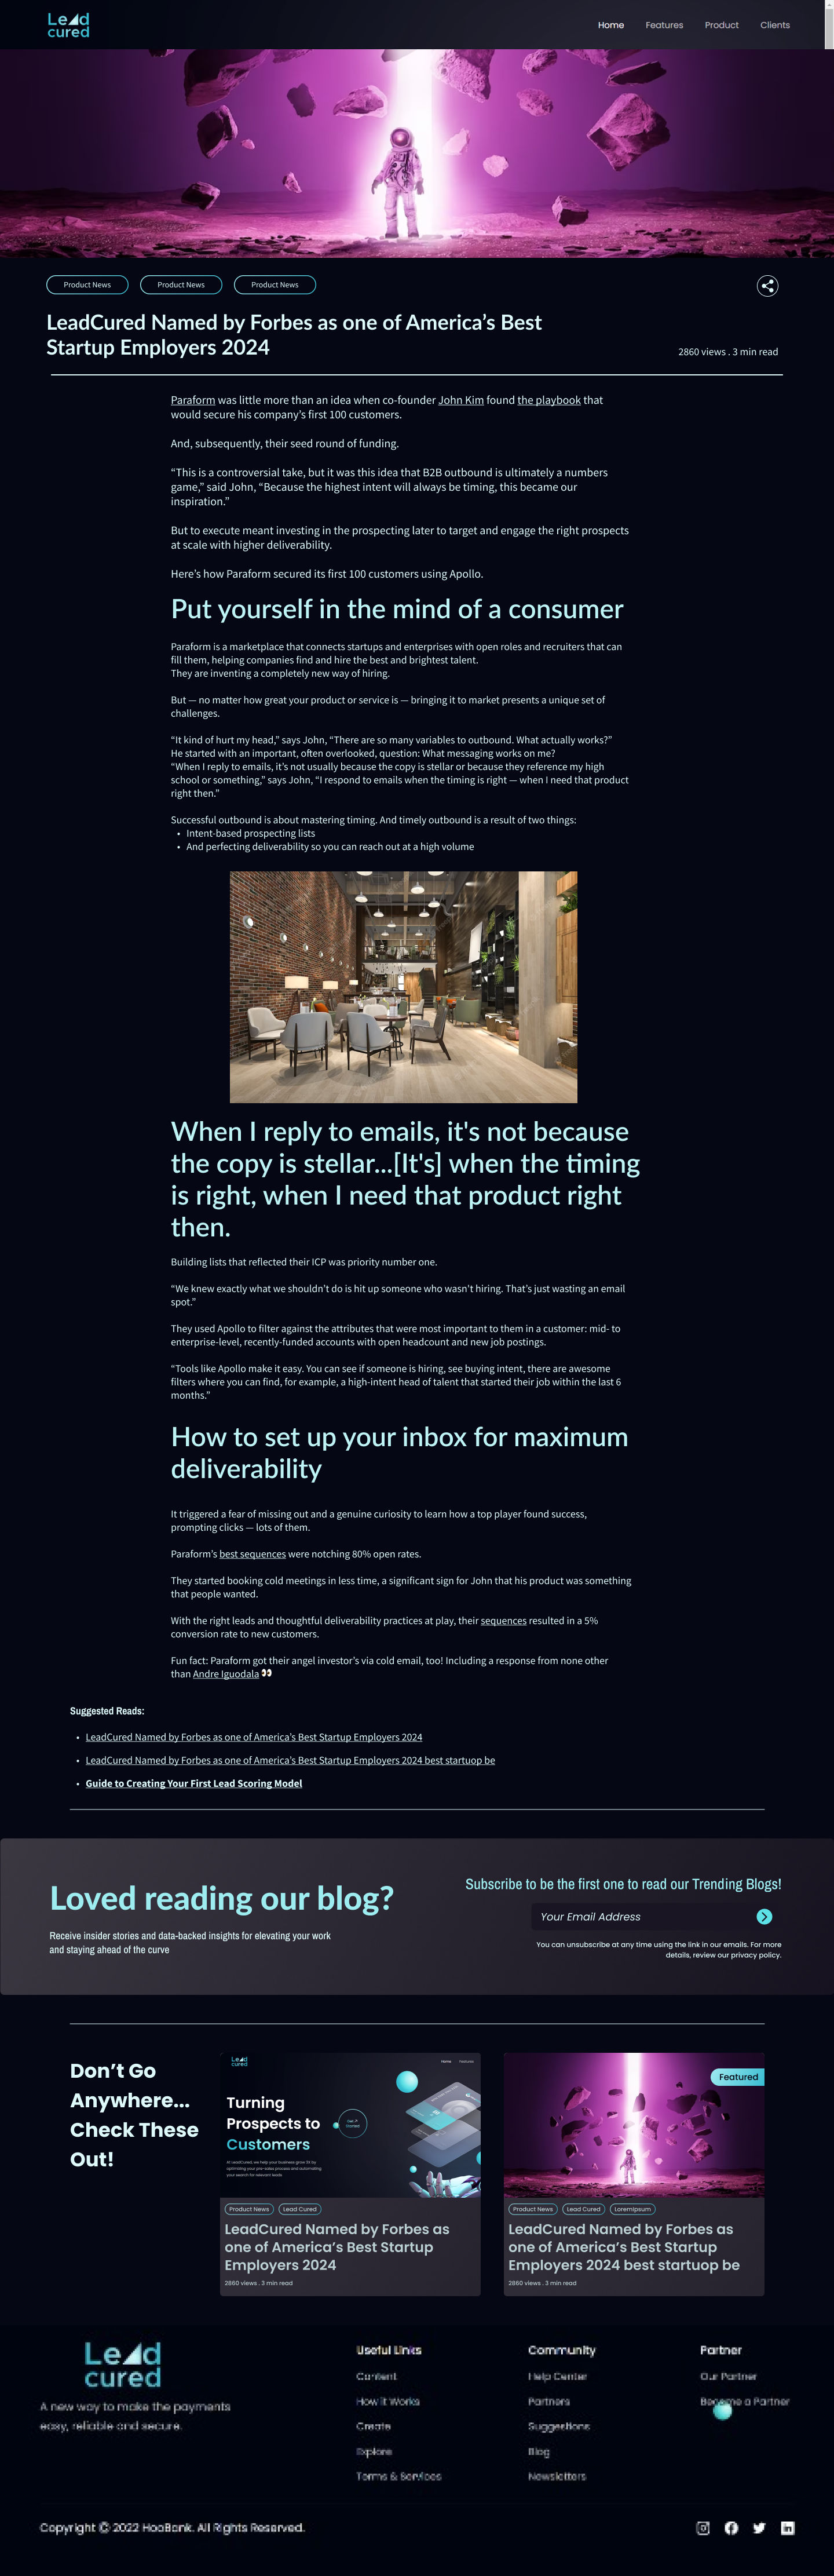 Lead
cured
Home Features Product Clients
Product News Product News Product News
LeadCured Named by Forbes as one of America’s Best
Startup Employers 2024
2860 views . 3 min read
Paraform was little more than an idea when co-founder John Kim found the playbook that
would secure his company’s first 100 customers.
And, subsequently, their seed round of funding.
“This is a controversial take, but it was this idea that B2B outbound is ultimately a numbers
game,” said John, “Because the highest intent will always be timing, this became our
inspiration.”
But to execute meant investing in the prospecting later to target and engage the right prospects
at scale with higher deliverability.
Here’s how Paraform secured its first 100 customers using Apollo.
Put yourself in the mind of a consumer
Paraform is a marketplace that connects startups and enterprises with open roles and recruiters that can
fill them, helping companies find and hire the best and brightest talent.
They are inventing a completely new way of hiring.
But — no matter how great your product or service is — bringing it to market presents a unique set of
challenges.
“It kind of hurt my head,” says John, “There are so many variables to outbound. What actually works?”
He started with an important, often overlooked, question: What messaging works on me?
“When I reply to emails, it’s not usually because the copy is stellar or because they reference my high
school or something,” says John, “I respond to emails when the timing is right — when I need that product
right then.”
Successful outbound is about mastering timing. And timely outbound is a result of two things:
• Intent-based prospecting lists
• And perfecting deliverability so you can reach out at a high volume
When I reply to emails, it's not because
the copy is stellar...[It's] when the timing
is right, when I need that product right
then.
Building lists that reflected their ICP was priority number one.
“We knew exactly what we shouldn't do is hit up someone who wasn't hiring. That’s just wasting an email
spot.”
They used Apollo to filter against the attributes that were most important to them in a customer: mid- to
enterprise-level, recently-funded accounts with open headcount and new job postings.
“Tools like Apollo make it easy. You can see if someone is hiring, see buying intent, there are awesome
filters where you can find, for example, a high-intent head of talent that started their job within the last 6
months.”
How to set up your inbox for maximum
deliverability
It triggered a fear of missing out and a genuine curiosity to learn how a top player found success,
prompting clicks — lots of them.
Paraform’s best sequences were notching 80% open rates.
They started booking cold meetings in less time, a significant sign for John that his product was something
that people wanted.
With the right leads and thoughtful deliverability practices at play, their sequences resulted in a 5%
conversion rate to new customers.
Fun fact: Paraform got their angel investor’s via cold email, too! Including a response from none other
than Andre Iguodala 👀
Suggested Reads:
• LeadCured Named by Forbes as one of America’s Best Startup Employers 2024
• LeadCured Named by Forbes as one of America’s Best Startup Employers 2024 best startuop be
• Guide to Creating Your First Lead Scoring Model
Loved reading our blog?
Receive insider stories and data-backed insights for elevating your work
and staying ahead of the curve
Subscribe to be the first one to read our Trending Blogs!
Your Email Address
You can unsubscribe at any time using the link in our emails. For more
details, review our privacy policy.
Don’t Go
Anywhere...
Check These
Out!
Lead
cured
Home Features
Turning
Prospects to
Customers
At LeadCured, we help your business grow 3X by
optimizing your pre-sales process and automating
your search for relevant leads
Product News Lead Cured
LeadCured Named by Forbes as
one of America’s Best Startup
Employers 2024
2860 views . 3 min read
Featured
Product News Lead Cured Loremipsum
LeadCured Named by Forbes as
one of America’s Best Startup
Employers 2024 best startuop be
2860 views . 3 min read
Lead
cured
A new way to make the payments
easy, reliable and secure.
Useful Links
Content
How it Works
Create
Explore
Terms & Services
Community
Help Center
Partners
Suggestions
Blog
Newsletters
Partner
Our Partner
Become a Partner
Copyright © 2022 HooBank. All Rights Reserved.